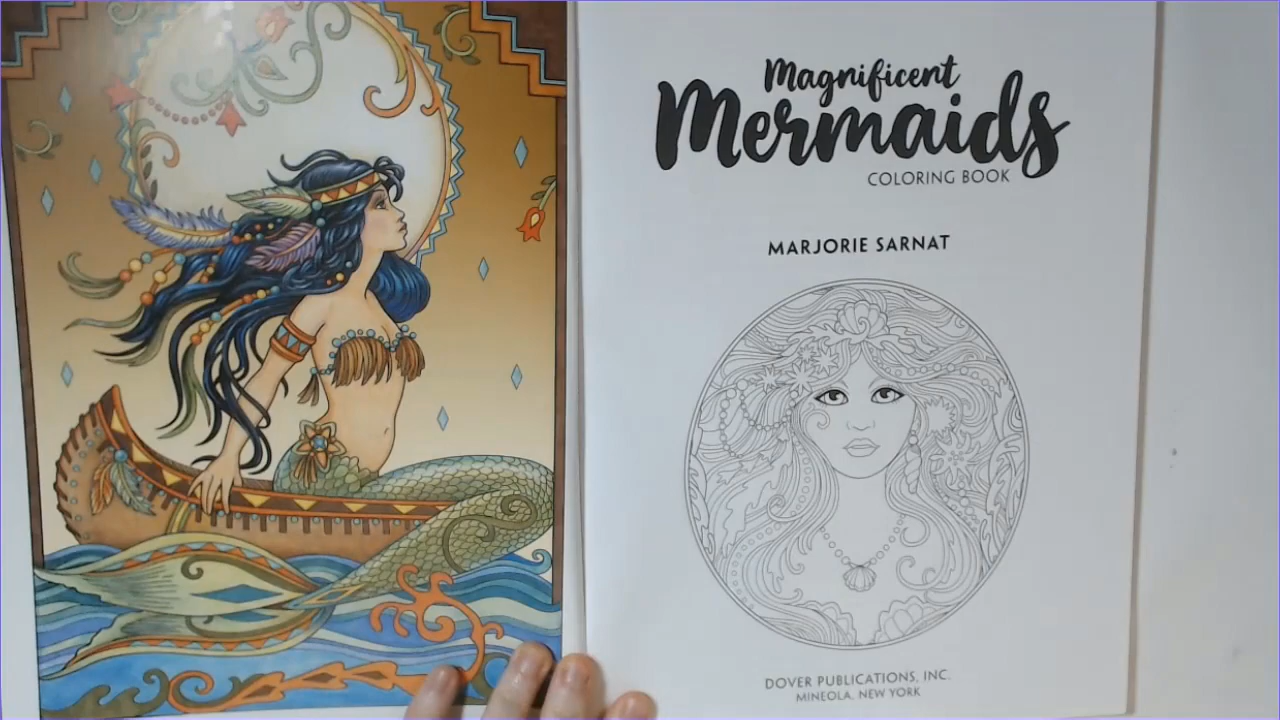 Magnificent
Mermaids
COLORING BOOK
MARJORIE SARNAT
DOVER PUBLICATIONS, INC.
MINEOLA, NEW YORK